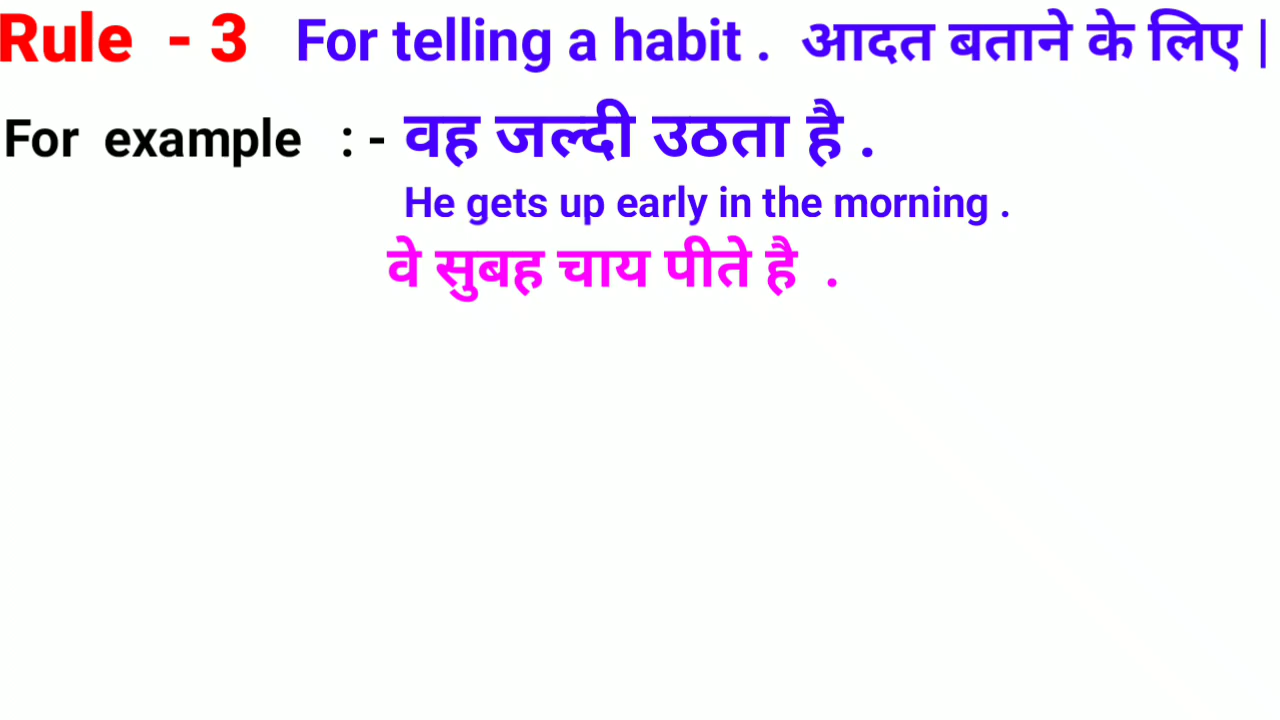 Rule - 3 For telling a habit . आदत बताने के लिए |
For example : - वह जल्दी उठता है .
He gets up early in the morning .
वे सुबह चाय पीते है .